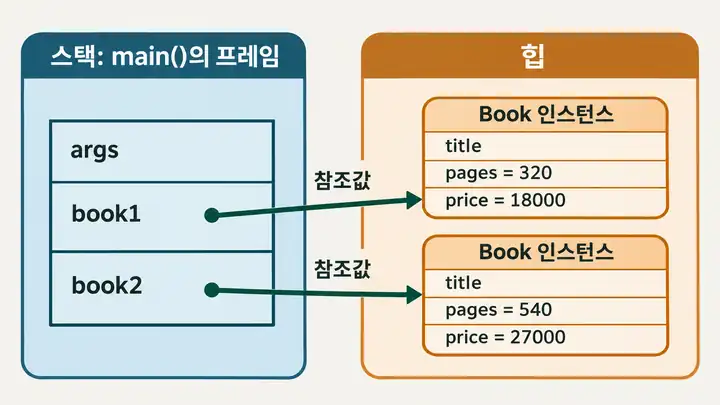 스택: main()의 프레임
args
book1
book2
참조값
참조값
힙
Book 인스턴스
title
pages = 320
price = 18000
Book 인스턴스
title
pages = 540
price = 27000